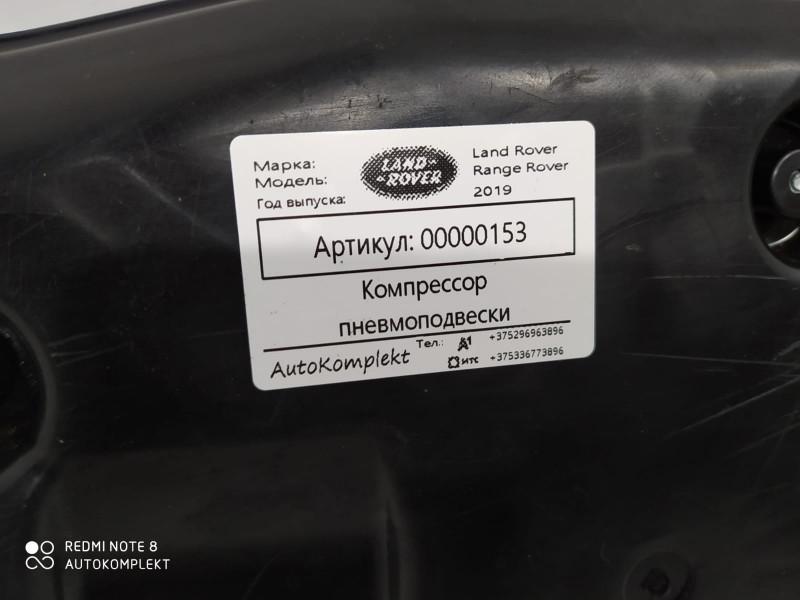 Марка: LAND Land Rover
Модель: ROVER Range Rover
Год выпуска: 2019
Артикул: 00000153
Компрессор
пневмоподвески
AutoKomplekt Тел.: A1 +375296963896
мтс +375336773896
REDMI NOTE 8
AUTOKOMPLEKT